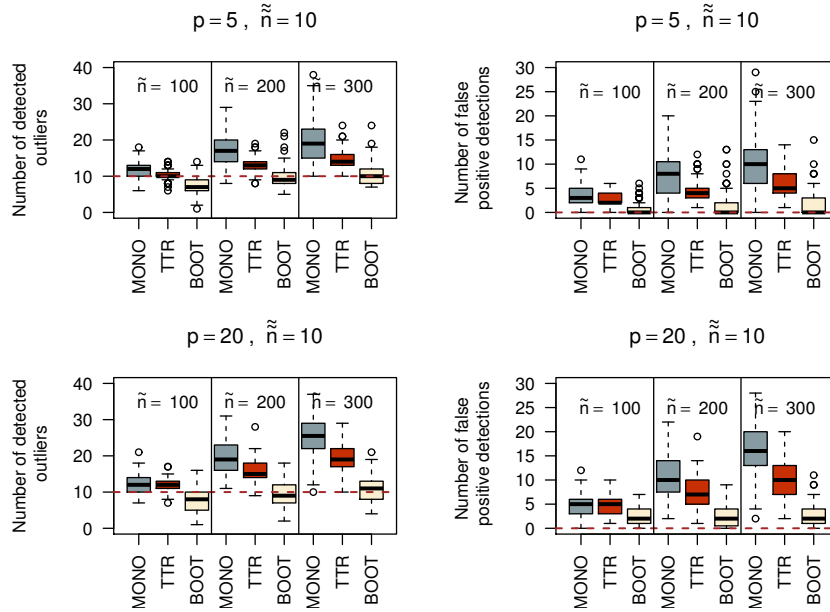 p = 5 , ñ̃ = 10
Number of detected
outliers
40
30
20
10
0
ñ = 100
ñ = 200
ñ = 300
MONO
TTR
BOOT
MONO
TTR
BOOT
MONO
TTR
BOOT
p = 5 , ñ̃ = 10
Number of false
positive detections
30
25
20
15
10
5
0
ñ = 100
ñ = 200
ñ = 300
MONO
TTR
BOOT
MONO
TTR
BOOT
MONO
TTR
BOOT
p = 20 , ñ̃ = 10
Number of detected
outliers
40
30
20
10
0
ñ = 100
ñ = 200
ñ = 300
MONO
TTR
BOOT
MONO
TTR
BOOT
MONO
TTR
BOOT
p = 20 , ñ̃ = 10
Number of false
positive detections
30
25
20
15
10
5
0
ñ = 100
ñ = 200
ñ = 300
MONO
TTR
BOOT
MONO
TTR
BOOT
MONO
TTR
BOOT